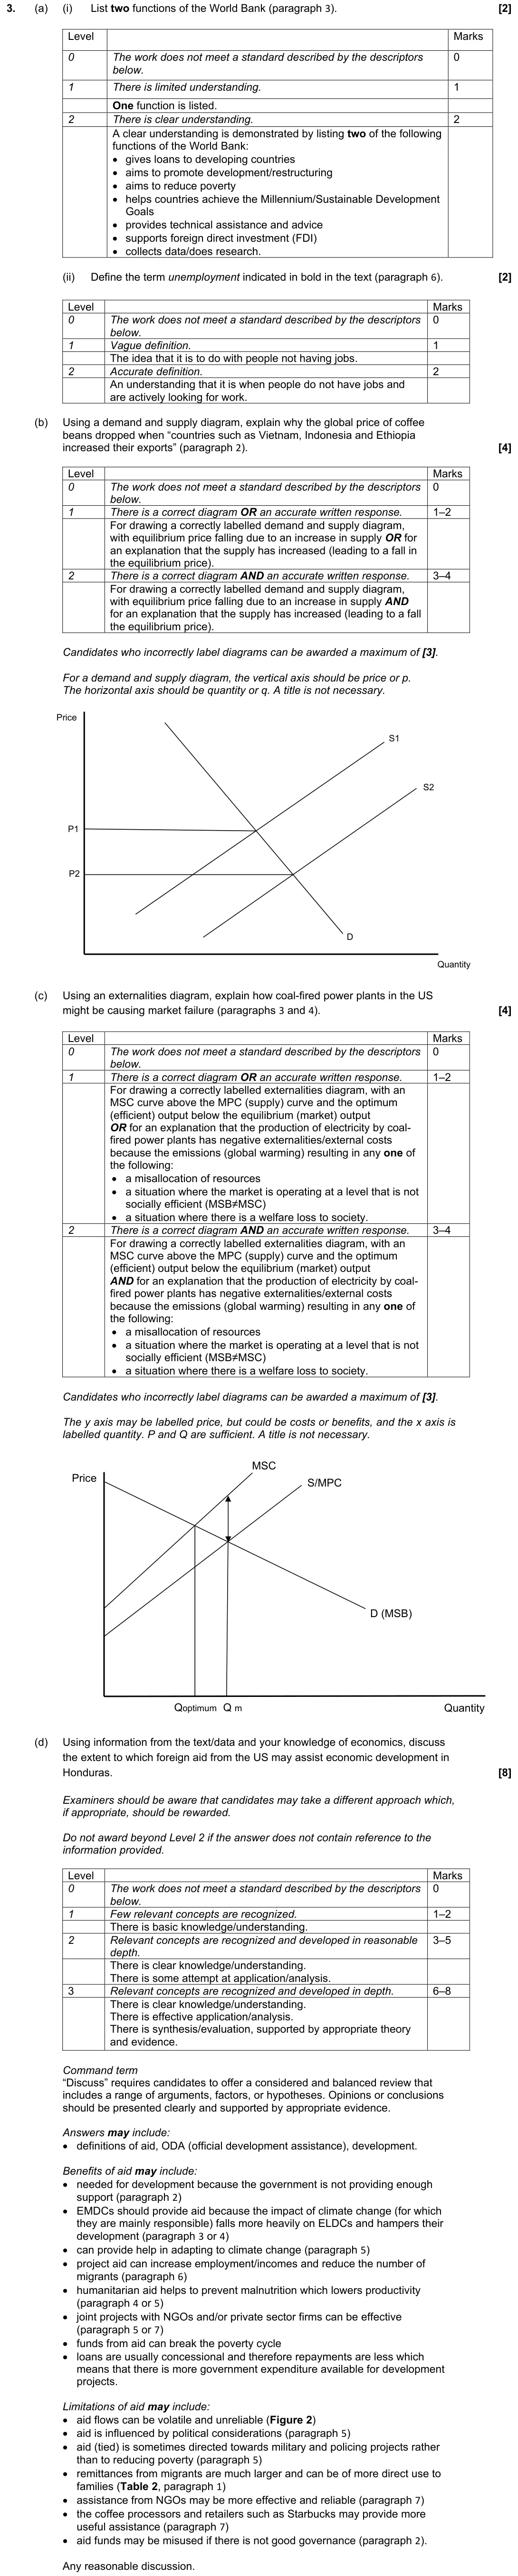 3. (a) (i) List two functions of the World Bank (paragraph 3). [2]
Level Marks
0 The work does not meet a standard described by the descriptors 0
below.
1 There is limited understanding. 1
One function is listed.
2 There is clear understanding. 2
A clear understanding is demonstrated by listing two of the following
functions of the World Bank:
• gives loans to developing countries
• aims to promote development/restructuring
• aims to reduce poverty
• helps countries achieve the Millennium/Sustainable Development
Goals
• provides technical assistance and advice
• supports foreign direct investment (FDI)
• collects data/does research.
(ii) Define the term unemployment indicated in bold in the text (paragraph 6). [2]
Level Marks
0 The work does not meet a standard described by the descriptors 0
below.
1 Vague definition. 1
The idea that it is to do with people not having jobs.
2 Accurate definition. 2
An understanding that it is when people do not have jobs and
are actively looking for work.
(b) Using a demand and supply diagram, explain why the global price of coffee
beans dropped when “countries such as Vietnam, Indonesia and Ethiopia
increased their exports” (paragraph 2). [4]
Level Marks
0 The work does not meet a standard described by the descriptors 0
below.
1 There is a correct diagram OR an accurate written response. 1–2
For drawing a correctly labelled demand and supply diagram,
with equilibrium price falling due to an increase in supply OR for
an explanation that the supply has increased (leading to a fall in
the equilibrium price).
2 There is a correct diagram AND an accurate written response. 3–4
For drawing a correctly labelled demand and supply diagram,
with equilibrium price falling due to an increase in supply AND
for an explanation that the supply has increased (leading to a fall
the equilibrium price).
Candidates who incorrectly label diagrams can be awarded a maximum of [3].
For a demand and supply diagram, the vertical axis should be price or p.
The horizontal axis should be quantity or q. A title is not necessary.
Price
S1
S2
P1
P2
D
Quantity
(c) Using an externalities diagram, explain how coal-fired power plants in the US
might be causing market failure (paragraphs 3 and 4). [4]
Level Marks
0 The work does not meet a standard described by the descriptors 0
below.
1 There is a correct diagram OR an accurate written response. 1–2
For drawing a correctly labelled externalities diagram, with an
MSC curve above the MPC (supply) curve and the optimum
(efficient) output below the equilibrium (market) output
OR for an explanation that the production of electricity by coal-
fired power plants has negative externalities/external costs
because the emissions (global warming) resulting in any one of
the following:
• a misallocation of resources
• a situation where the market is operating at a level that is not
socially efficient (MSB≠MSC)
• a situation where there is a welfare loss to society.
2 There is a correct diagram AND an accurate written response. 3–4
For drawing a correctly labelled externalities diagram, with an
MSC curve above the MPC (supply) curve and the optimum
(efficient) output below the equilibrium (market) output
AND for an explanation that the production of electricity by coal-
fired power plants has negative externalities/external costs
because the emissions (global warming) resulting in any one of
the following:
• a misallocation of resources
• a situation where the market is operating at a level that is not
socially efficient (MSB≠MSC)
• a situation where there is a welfare loss to society.
Candidates who incorrectly label diagrams can be awarded a maximum of [3].
The y axis may be labelled price, but could be costs or benefits, and the x axis is
labelled quantity. P and Q are sufficient. A title is not necessary.
MSC
Price
S/MPC
D (MSB)
Qoptimum Q m Quantity
(d) Using information from the text/data and your knowledge of economics, discuss
the extent to which foreign aid from the US may assist economic development in
Honduras. [8]
Examiners should be aware that candidates may take a different approach which,
if appropriate, should be rewarded.
Do not award beyond Level 2 if the answer does not contain reference to the
information provided.
Level Marks
0 The work does not meet a standard described by the descriptors 0
below.
1 Few relevant concepts are recognized. 1–2
There is basic knowledge/understanding.
2 Relevant concepts are recognized and developed in reasonable 3–5
depth.
There is clear knowledge/understanding.
There is some attempt at application/analysis.
3 Relevant concepts are recognized and developed in depth. 6–8
There is clear knowledge/understanding.
There is effective application/analysis.
There is synthesis/evaluation, supported by appropriate theory
and evidence.
Command term
“Discuss” requires candidates to offer a considered and balanced review that
includes a range of arguments, factors, or hypotheses. Opinions or conclusions
should be presented clearly and supported by appropriate evidence.
Answers may include:
• definitions of aid, ODA (official development assistance), development.
Benefits of aid may include:
• needed for development because the government is not providing enough
support (paragraph 2)
• EMDCs should provide aid because the impact of climate change (for which
they are mainly responsible) falls more heavily on ELDCs and hampers their
development (paragraph 3 or 4)
• can provide help in adapting to climate change (paragraph 5)
• project aid can increase employment/incomes and reduce the number of
migrants (paragraph 6)
• humanitarian aid helps to prevent malnutrition which lowers productivity
(paragraph 4 or 5)
• joint projects with NGOs and/or private sector firms can be effective
(paragraph 5 or 7)
• funds from aid can break the poverty cycle
• loans are usually concessional and therefore repayments are less which
means that there is more government expenditure available for development
projects.
Limitations of aid may include:
• aid flows can be volatile and unreliable (Figure 2)
• aid is influenced by political considerations (paragraph 5)
• aid (tied) is sometimes directed towards military and policing projects rather
than to reducing poverty (paragraph 5)
• remittances from migrants are much larger and can be of more direct use to
families (Table 2, paragraph 1)
• assistance from NGOs may be more effective and reliable (paragraph 7)
• the coffee processors and retailers such as Starbucks may provide more
useful assistance (paragraph 7)
• aid funds may be misused if there is not good governance (paragraph 2).
Any reasonable discussion.